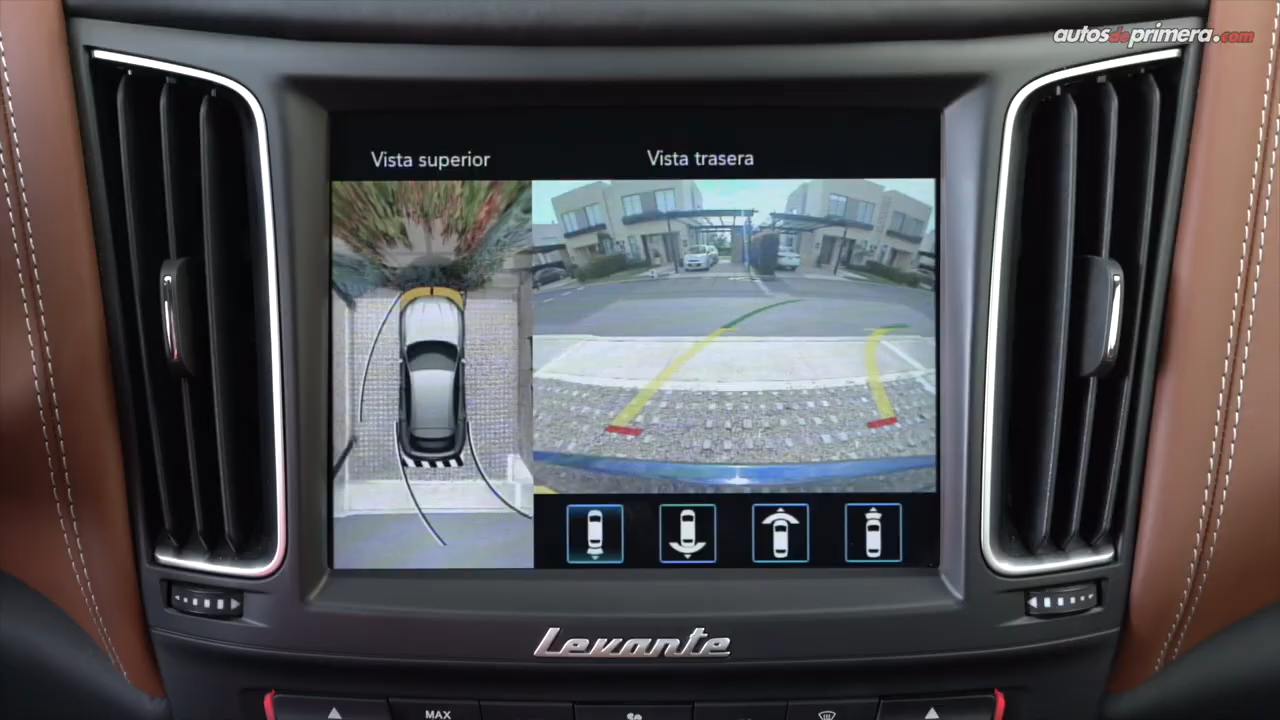 autosdeprimera.com
Vista superior
Vista trasera
Levante
MAX